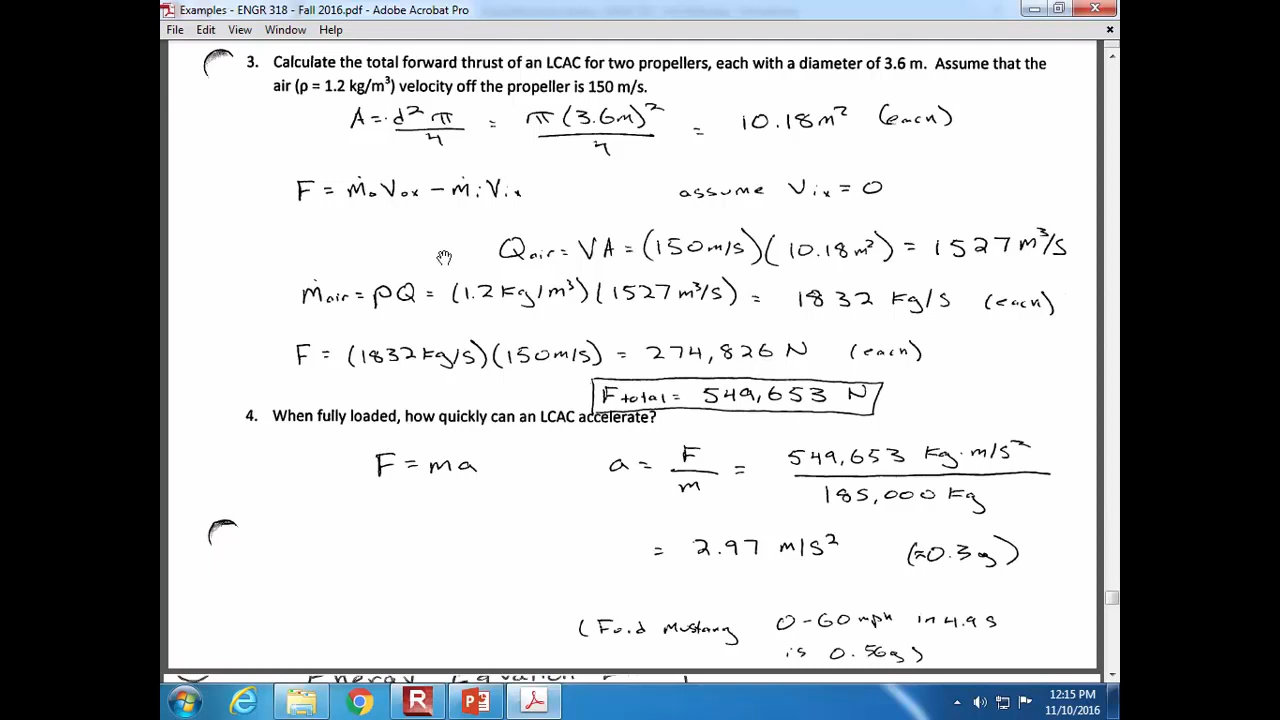 Examples - ENGR 318 - Fall 2016.pdf - Adobe Acrobat Pro
File Edit View Window Help
3. Calculate the total forward thrust of an LCAC for two propellers, each with a diameter of 3.6 m. Assume that the
air (ρ = 1.2 kg/m³) velocity off the propeller is 150 m/s.
A = d²π/4 = π(3.6m)²/4 = 10.18m² (each)
F = ṁₒVₒₓ - ṁᵢVᵢₓ assume Vᵢₓ = 0
Qair = VA = (150m/s)(10.18m²) = 1527 m³/s
ṁair = ρQ = (1.2 kg/m³)(1527 m³/s) = 1832 kg/s (each)
F = (1832 kg/s)(150m/s) = 274,826 N (each)
Ftotal = 549,653 N
4. When fully loaded, how quickly can an LCAC accelerate?
F = ma a = F/m = 549,653 kg·m/s² / 185,000 kg
= 2.97 m/s² (≈0.3g)
(Ford Mustang 0-60mph in 4.9s
is 0.56g)
Energy Equation
12:15 PM
11/10/2016